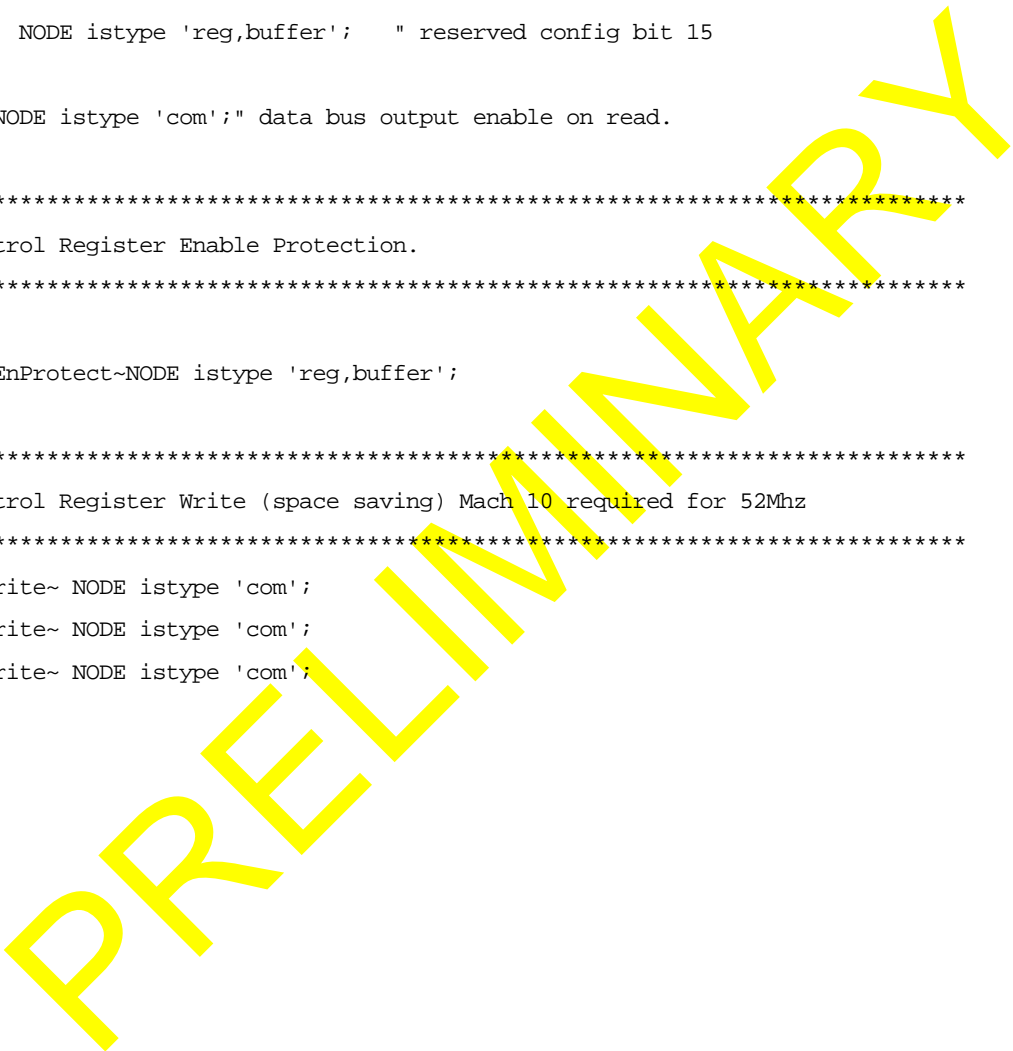 NODE istype 'reg,buffer'; " reserved config bit 15
NODE istype 'com';" data bus output enable on read.
*************************************************************************
trol Register Enable Protection.
*************************************************************************
EnProtect~NODE istype 'reg,buffer';
*************************************************************************
trol Register Write (space saving) Mach 10 required for 52Mhz
*************************************************************************
rite~ NODE istype 'com';
rite~ NODE istype 'com';
rite~ NODE istype 'com';
PRELIMINARY